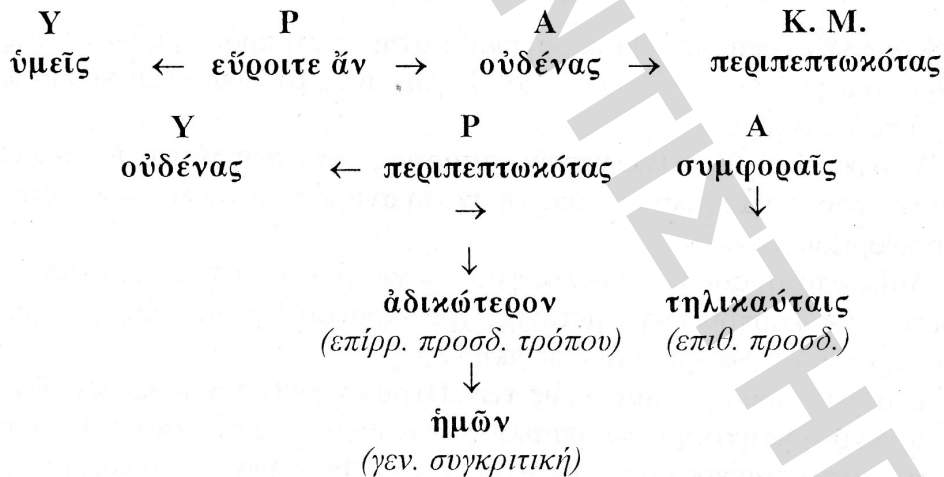 Υ Ρ Α Κ. Μ.
ὑμεῖς ← εὕροιτε ἄν → οὐδένας → περιπεπτωκότας
Υ Ρ Α
οὐδένας ← περιπεπτωκότας συμφοραῖς
→ ↓
↓
ἀδικώτερον τηλικαύταις
(επίρρ. προσδ. τρόπου) (επιθ. προσδ.)
↓
ἡμῶν
(γεν. συγκριτική)